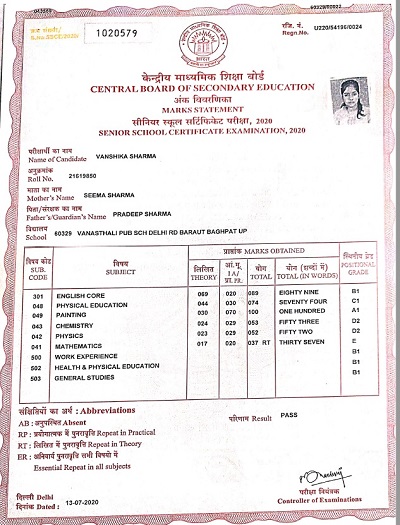 043269
60329/0022
क्रम संख्या/
S.No.SSCE/2020/
1020579
रजि. नं.
Regn.No.
U220/54196/0024
केन्द्रीय माध्यमिक शिक्षा बोर्ड
CENTRAL BOARD OF SECONDARY EDUCATION
अंक विवरणिका
MARKS STATEMENT
सीनियर स्कूल सर्टिफिकेट परीक्षा, 2020
SENIOR SCHOOL CERTIFICATE EXAMINATION, 2020
परीक्षार्थी का नाम
Name of Candidate VANSHIKA SHARMA
अनुक्रमांक
Roll No. 21619850
माता का नाम
Mother's Name SEEMA SHARMA
पिता/संरक्षक का नाम
Father's/Guardian's Name PRADEEP SHARMA
विद्यालय
School 60329 VANASTHALI PUB SCH DELHI RD BARAUT BAGHPAT UP
प्राप्तांक MARKS OBTAINED
विषय कोड SUB. CODE विषय SUBJECT लिखित THEORY आं.मू. IA/ प्रा. PR. योग TOTAL योग (शब्दों में) TOTAL (IN WORDS) स्थितीय ग्रेड POSITIONAL GRADE
301 ENGLISH CORE 069 020 089 EIGHTY NINE B1
048 PHYSICAL EDUCATION 044 030 074 SEVENTY FOUR C1
049 PAINTING 030 070 100 ONE HUNDRED A1
043 CHEMISTRY 024 029 053 FIFTY THREE D2
042 PHYSICS 023 029 052 FIFTY TWO D2
041 MATHEMATICS 017 020 037 RT THIRTY SEVEN E
500 WORK EXPERIENCE B1
502 HEALTH & PHYSICAL EDUCATION B1
503 GENERAL STUDIES B1
संक्षिप्तियों का अर्थ : Abbreviations
परिणाम Result PASS
AB : अनुपस्थित Absent
RP : प्रयोगात्मक में पुनरावृत्ति Repeat in Practical
RT : लिखित में पुनरावृत्ति Repeat in Theory
ER : अनिवार्य पुनरावृत्ति सभी विषयों में
Essential Repeat in all subjects
दिल्ली Delhi
दिनांक Dated : 13-07-2020
परीक्षा नियंत्रक
Controller of Examinations